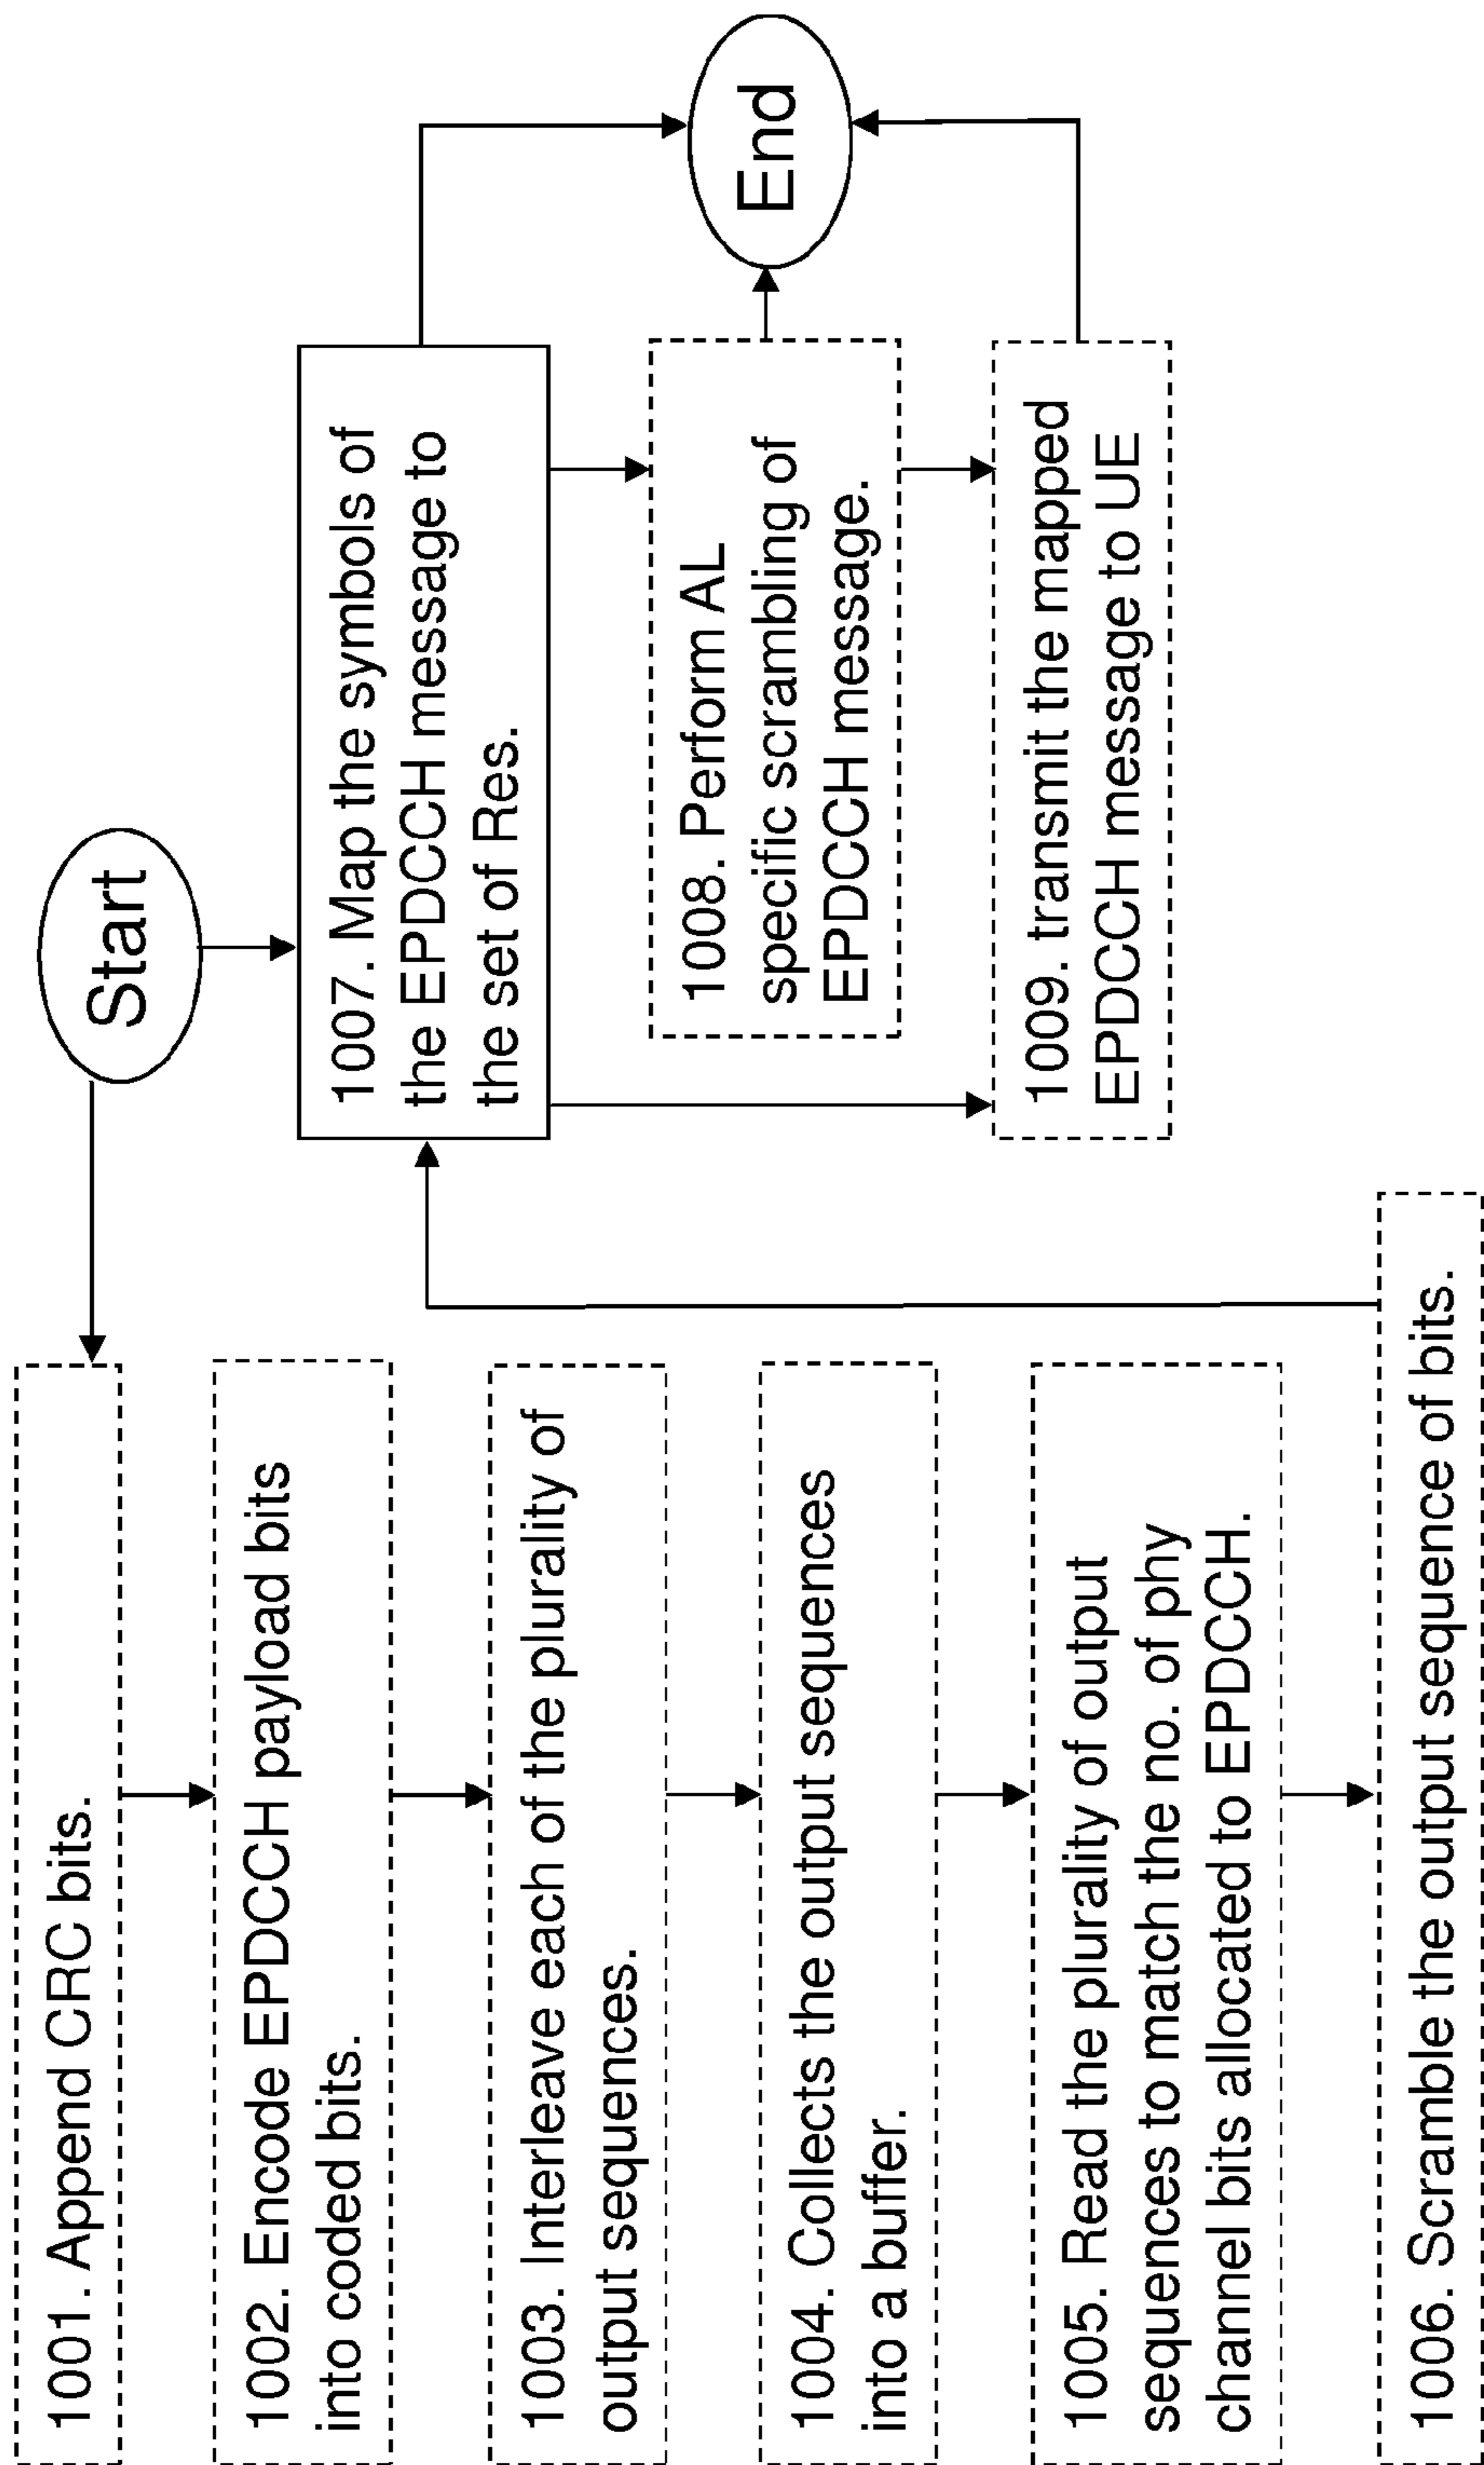 Start
1001. Append CRC bits.
1002. Encode EPDCCH payload bits
into coded bits.
1003. Interleave each of the plurality of
output sequences.
1004. Collects the output sequences
into a buffer.
1005. Read the plurality of output
sequences to match the no. of phy
channel bits allocated to EPDCCH.
1006. Scramble the output sequence of bits.
1007. Map the symbols of
the EPDCCH message to
the set of Res.
1008. Perform AL
specific scrambling of
EPDCCH message.
1009. transmit the mapped
EPDCCH message to UE
End